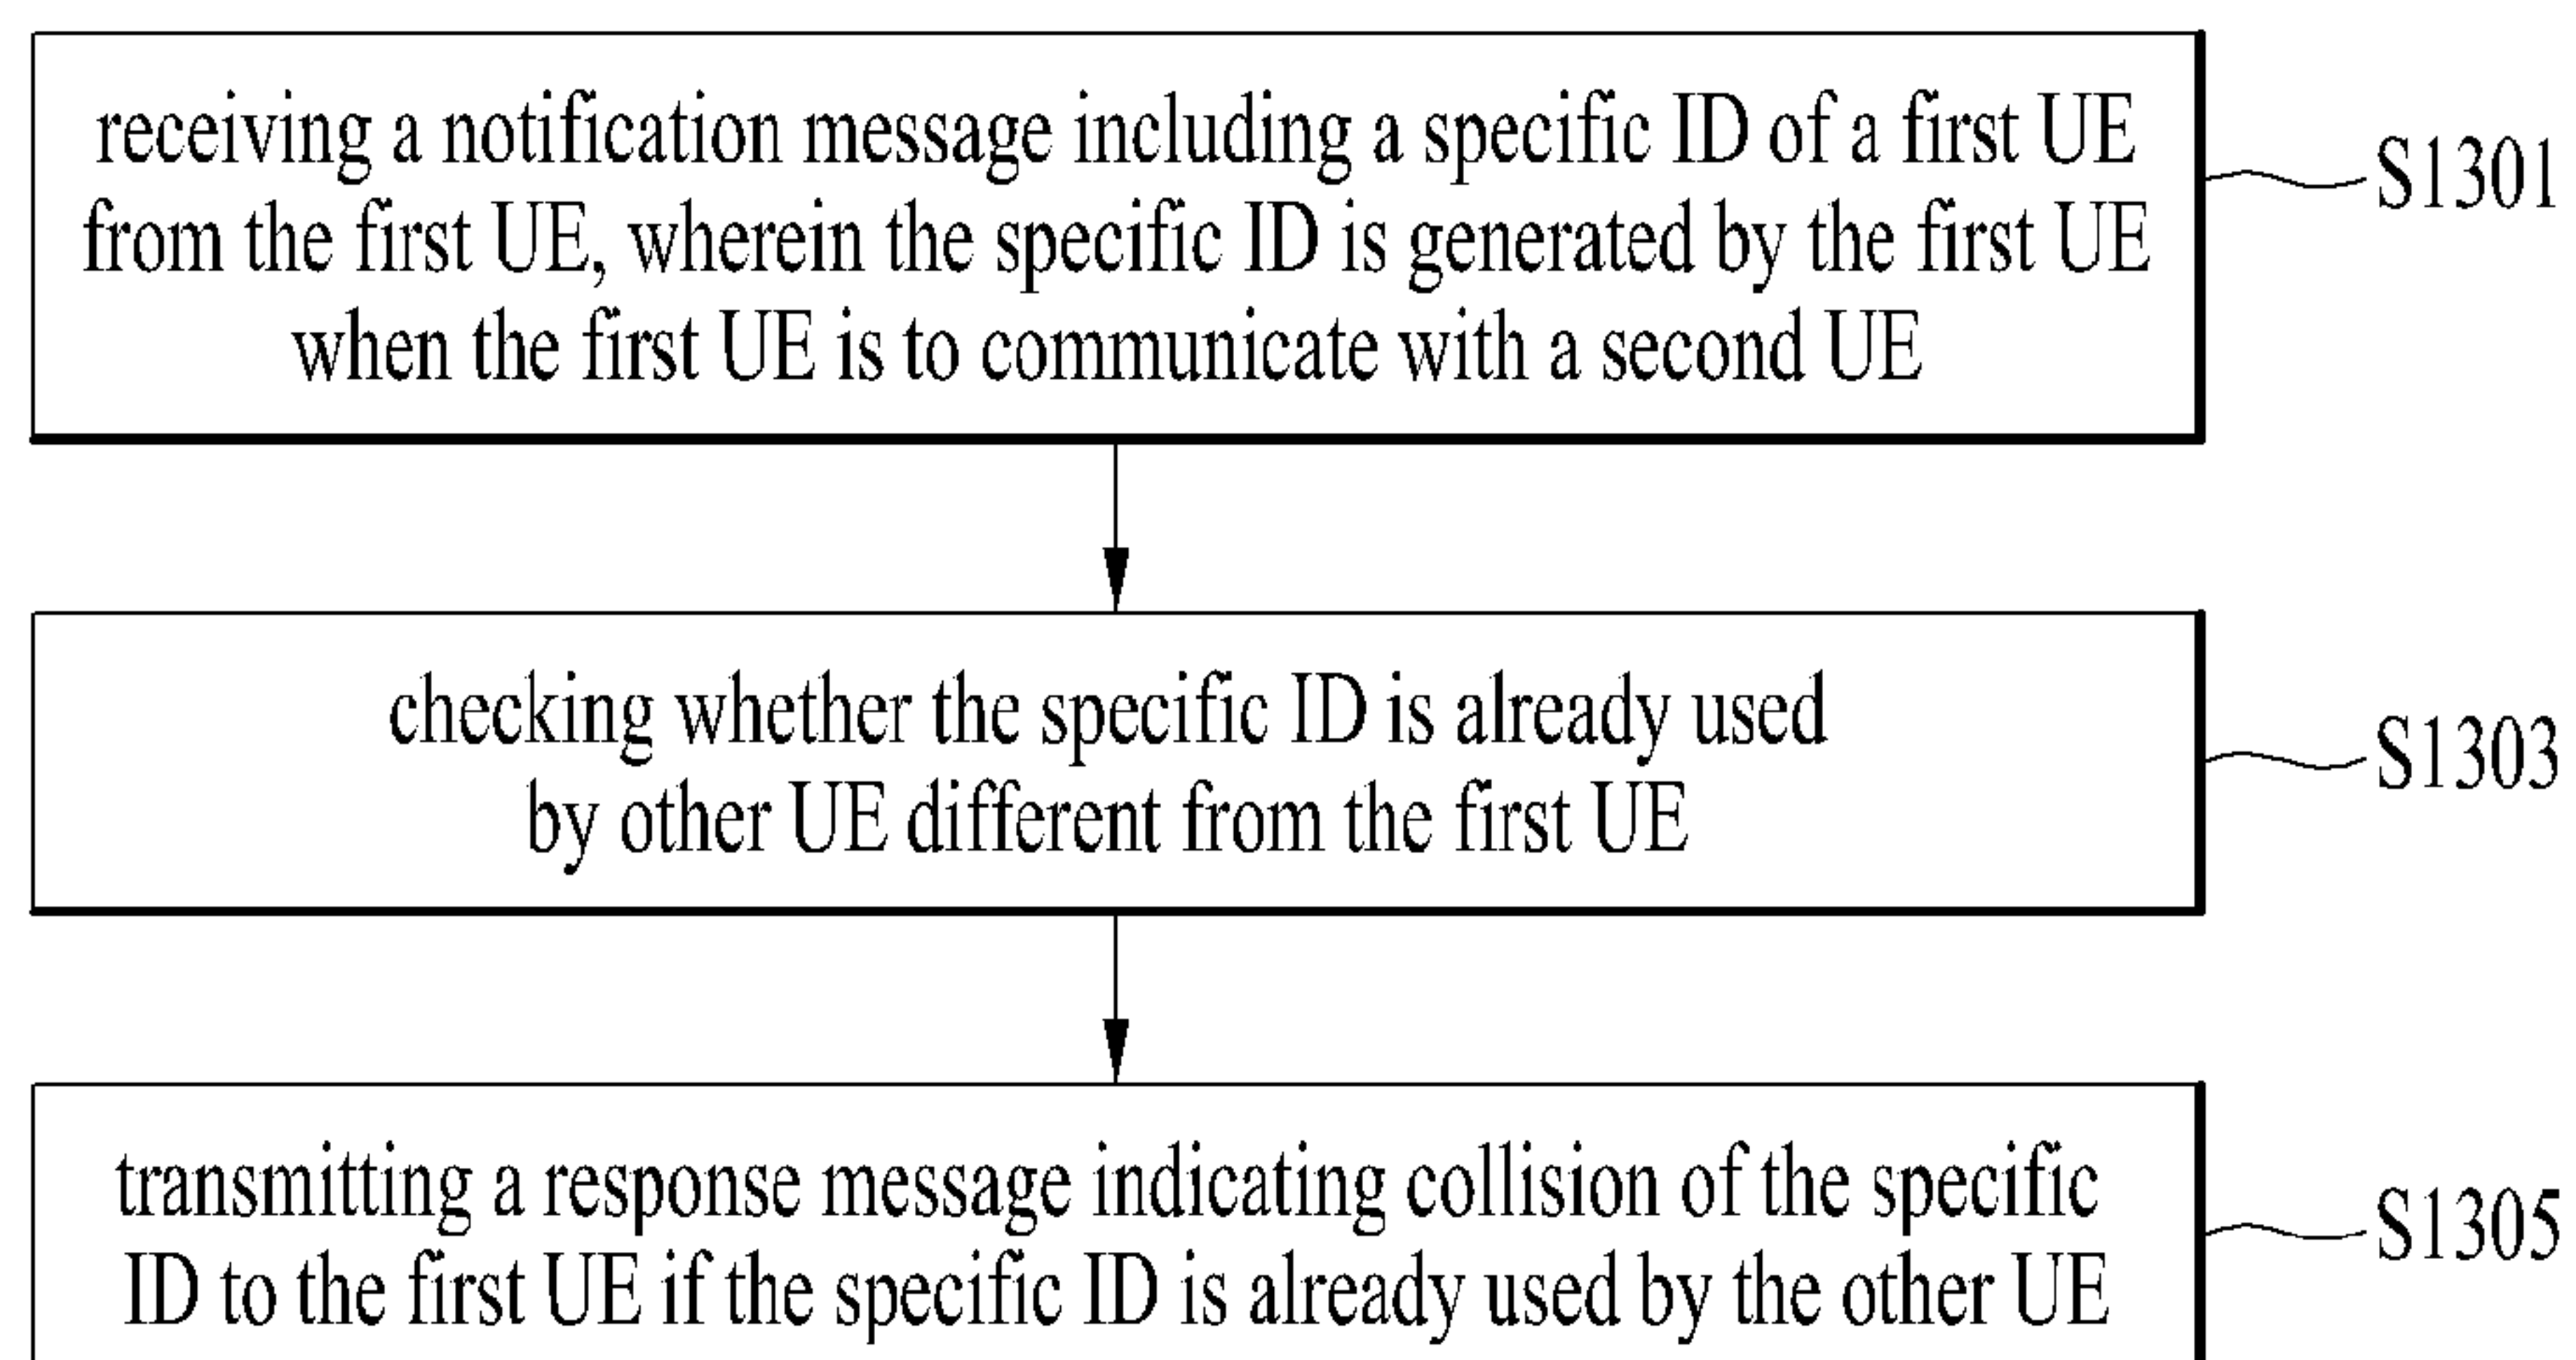 receiving a notification message including a specific ID of a first UE
from the first UE, wherein the specific ID is generated by the first UE
when the first UE is to communicate with a second UE
S1301
checking whether the specific ID is already used
by other UE different from the first UE
S1303
transmitting a response message indicating collision of the specific
ID to the first UE if the specific ID is already used by the other UE
S1305